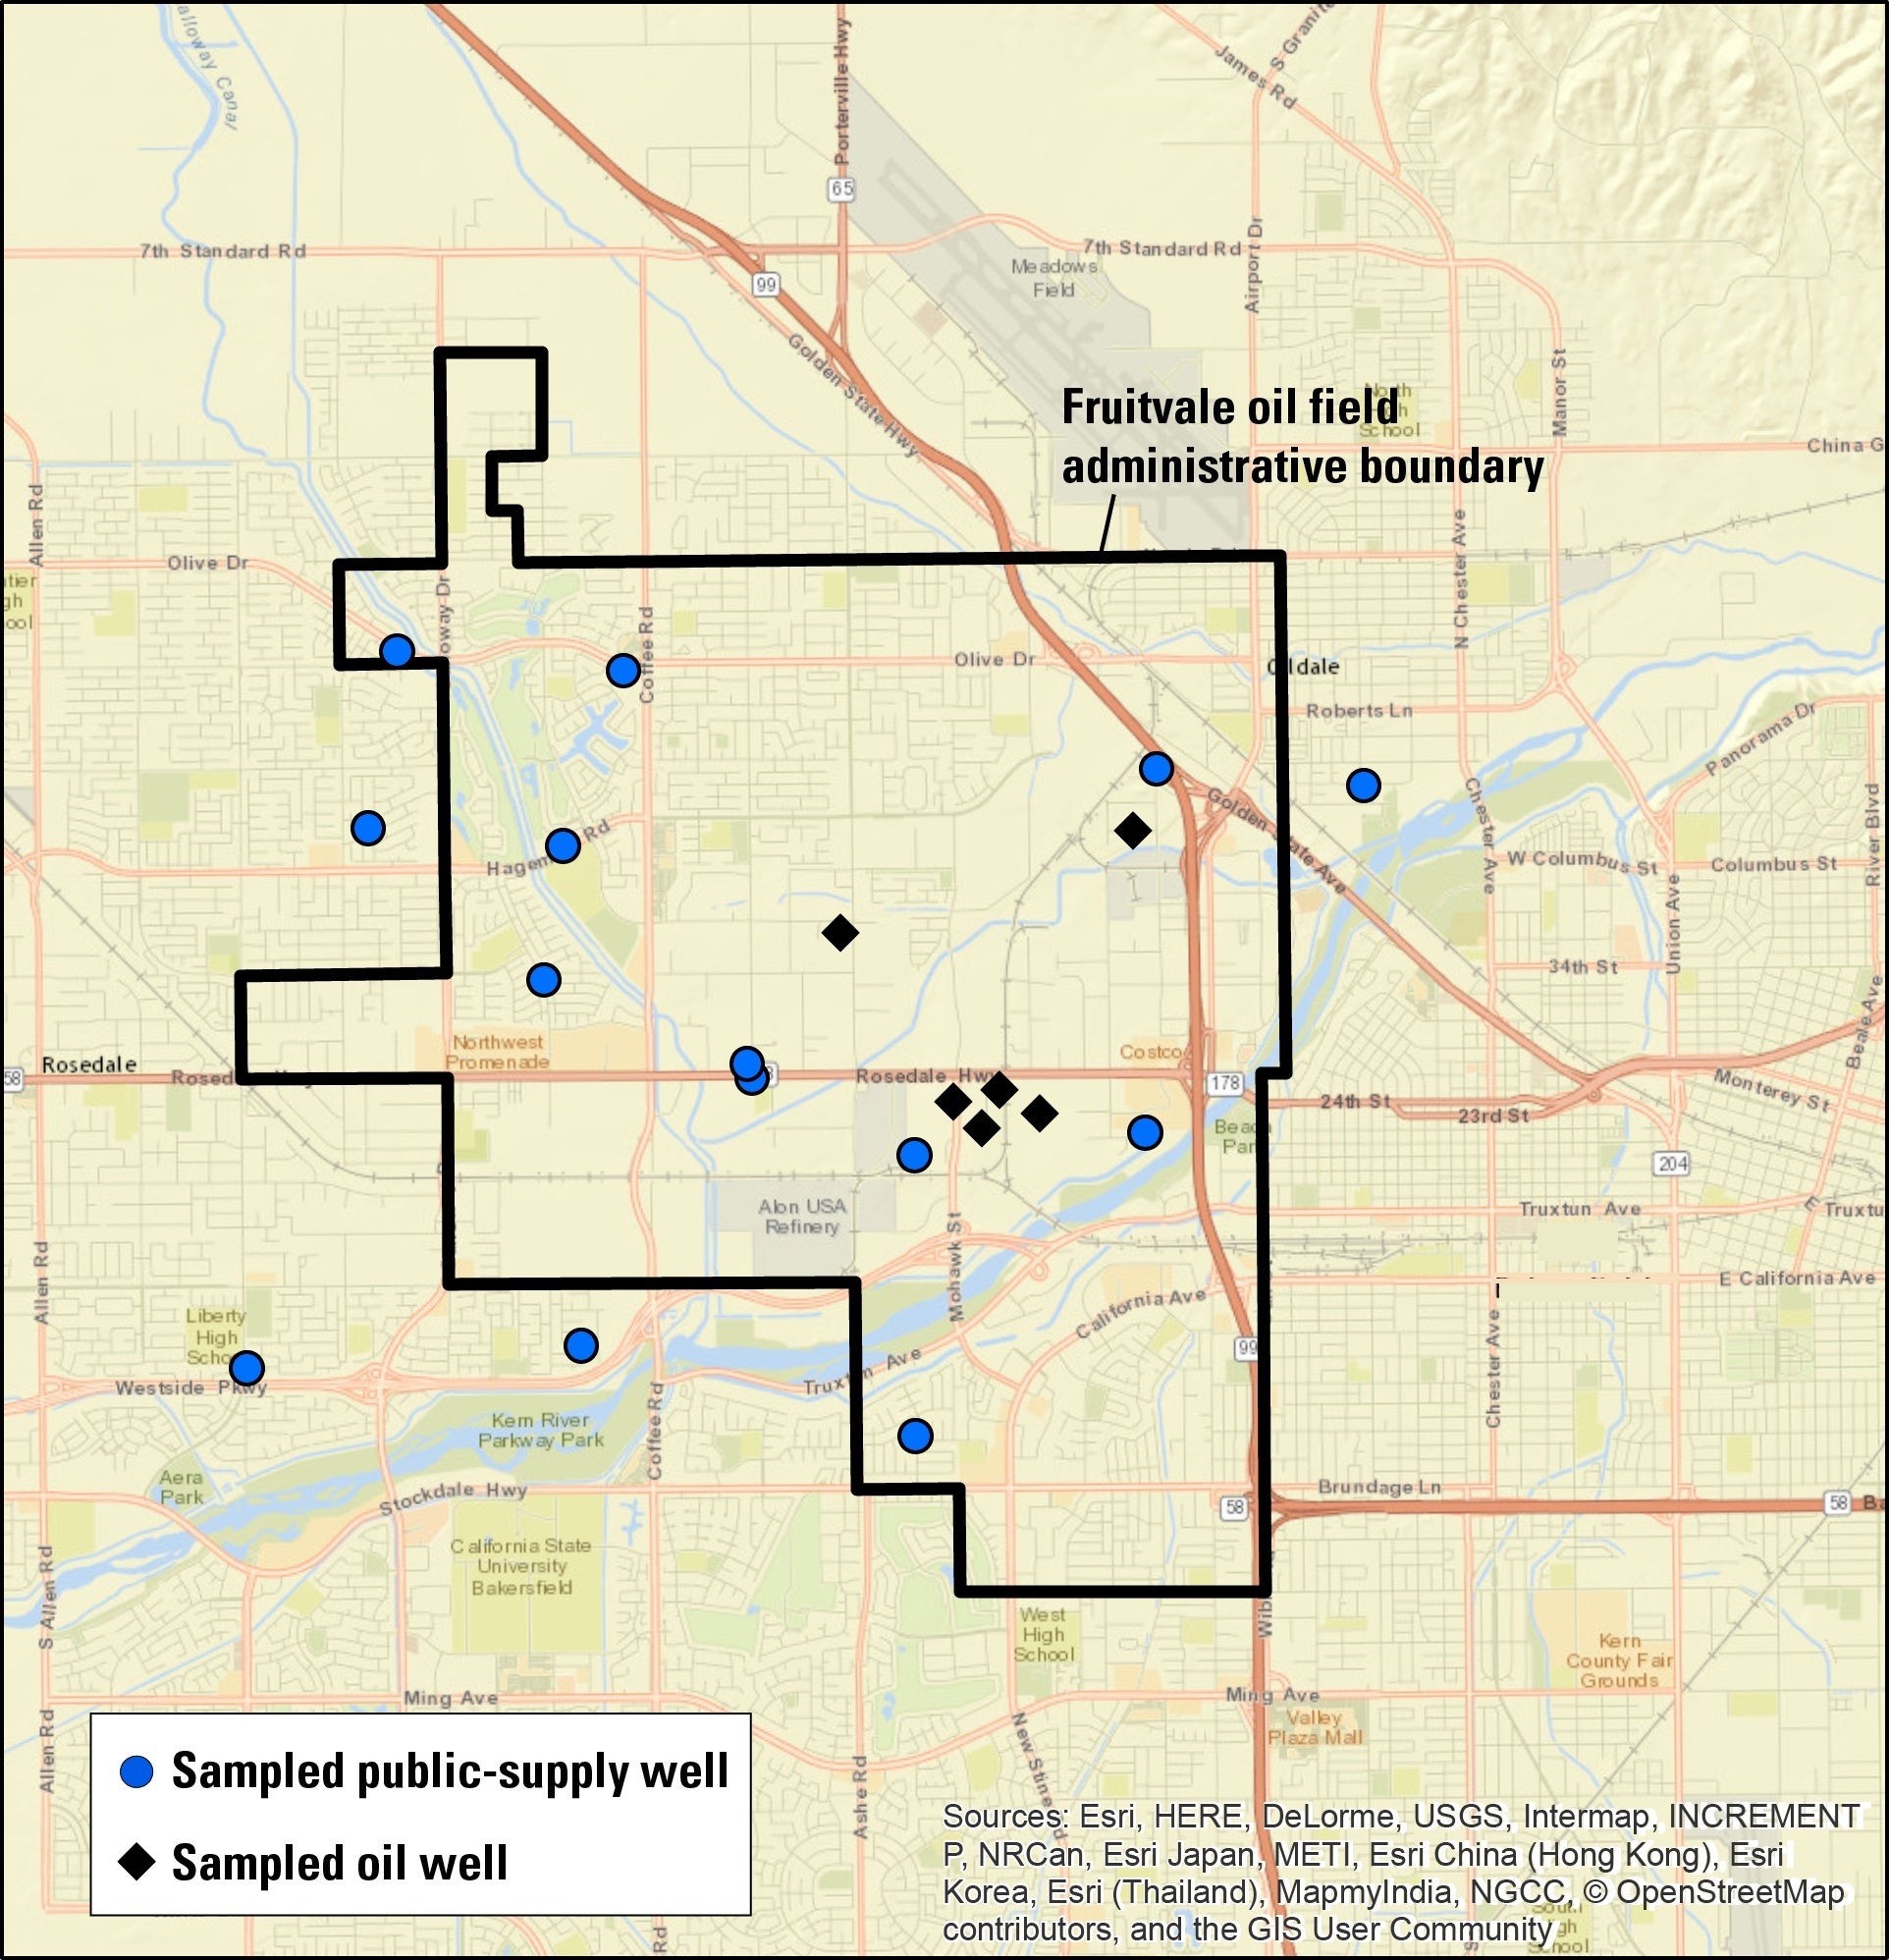 alloway Canal
Porterville Hwy
James Rd
S Granite
65
7th Standard Rd
7th Standard Rd
Airport Dr
Meadows
Field
99
Golden State Hwy
Manor St
Fruitvale oil field
administrative boundary
North
School
China G
Allen Rd
Olive Dr
N Chester Ave
oway Dr
Coffee Rd
Olive Dr
Oildale
Roberts Ln
Panorama Dr
River Blvd
Golden State Ave
Chester Ave
W Columbus St
Columbus St
Hagem Rd
Union Ave
34th St
Beale Ave
Rosedale
58
Northwest
Promenade
Costco
Rosedale Hwy
178
24th St
23rd St
Monterey St
Beach
Park
204
Alon USA
Refinery
Mohawk St
Truxtun Ave
E Truxtu
Allen Rd
California Ave
E California Ave
Liberty
High
School
Westside Pkwy
Truxtun Ave
99
Chester Ave
Kern River
Parkway Park
Coffee Rd
Aera
Park
Stockdale Hwy
58
Brundage Ln
58
Ba
California State
University
Bakersfield
S Allen Rd
West
High
School
Wib
Kern
County Fair
Grounds
Ming Ave
Ming Ave
Valley
Plaza Mall
Allen Rd
New Stine Rd
Ashe Rd
Rd
Sampled public-supply well
Sampled oil well
Sources: Esri, HERE, DeLorme, USGS, Intermap, INCREMENT
P, NRCan, Esri Japan, METI, Esri China (Hong Kong), Esri
Korea, Esri (Thailand), MapmyIndia, NGCC, © OpenStreetMap
contributors, and the GIS User Community
South
High
School